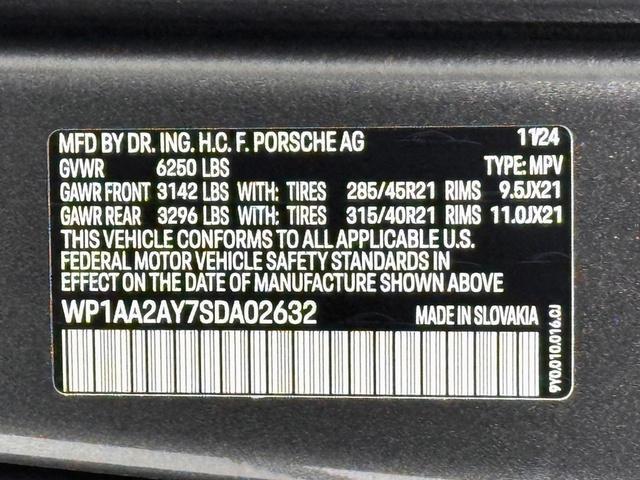 MFD BY DR. ING. H.C. F. PORSCHE AG 11/24
GVWR 6250 LBS TYPE: MPV
GAWR FRONT 3142 LBS WITH: TIRES 285/45R21 RIMS 9.5JX21
GAWR REAR 3296 LBS WITH: TIRES 315/40R21 RIMS 11.0JX21
THIS VEHICLE CONFORMS TO ALL APPLICABLE U.S.
FEDERAL MOTOR VEHICLE SAFETY STANDARDS IN
EFFECT ON THE DATE OF MANUFACTURE SHOWN ABOVE
WP1AA2AY7SDA02632 MADE IN SLOVAKIA
9Y0.010.016.0J